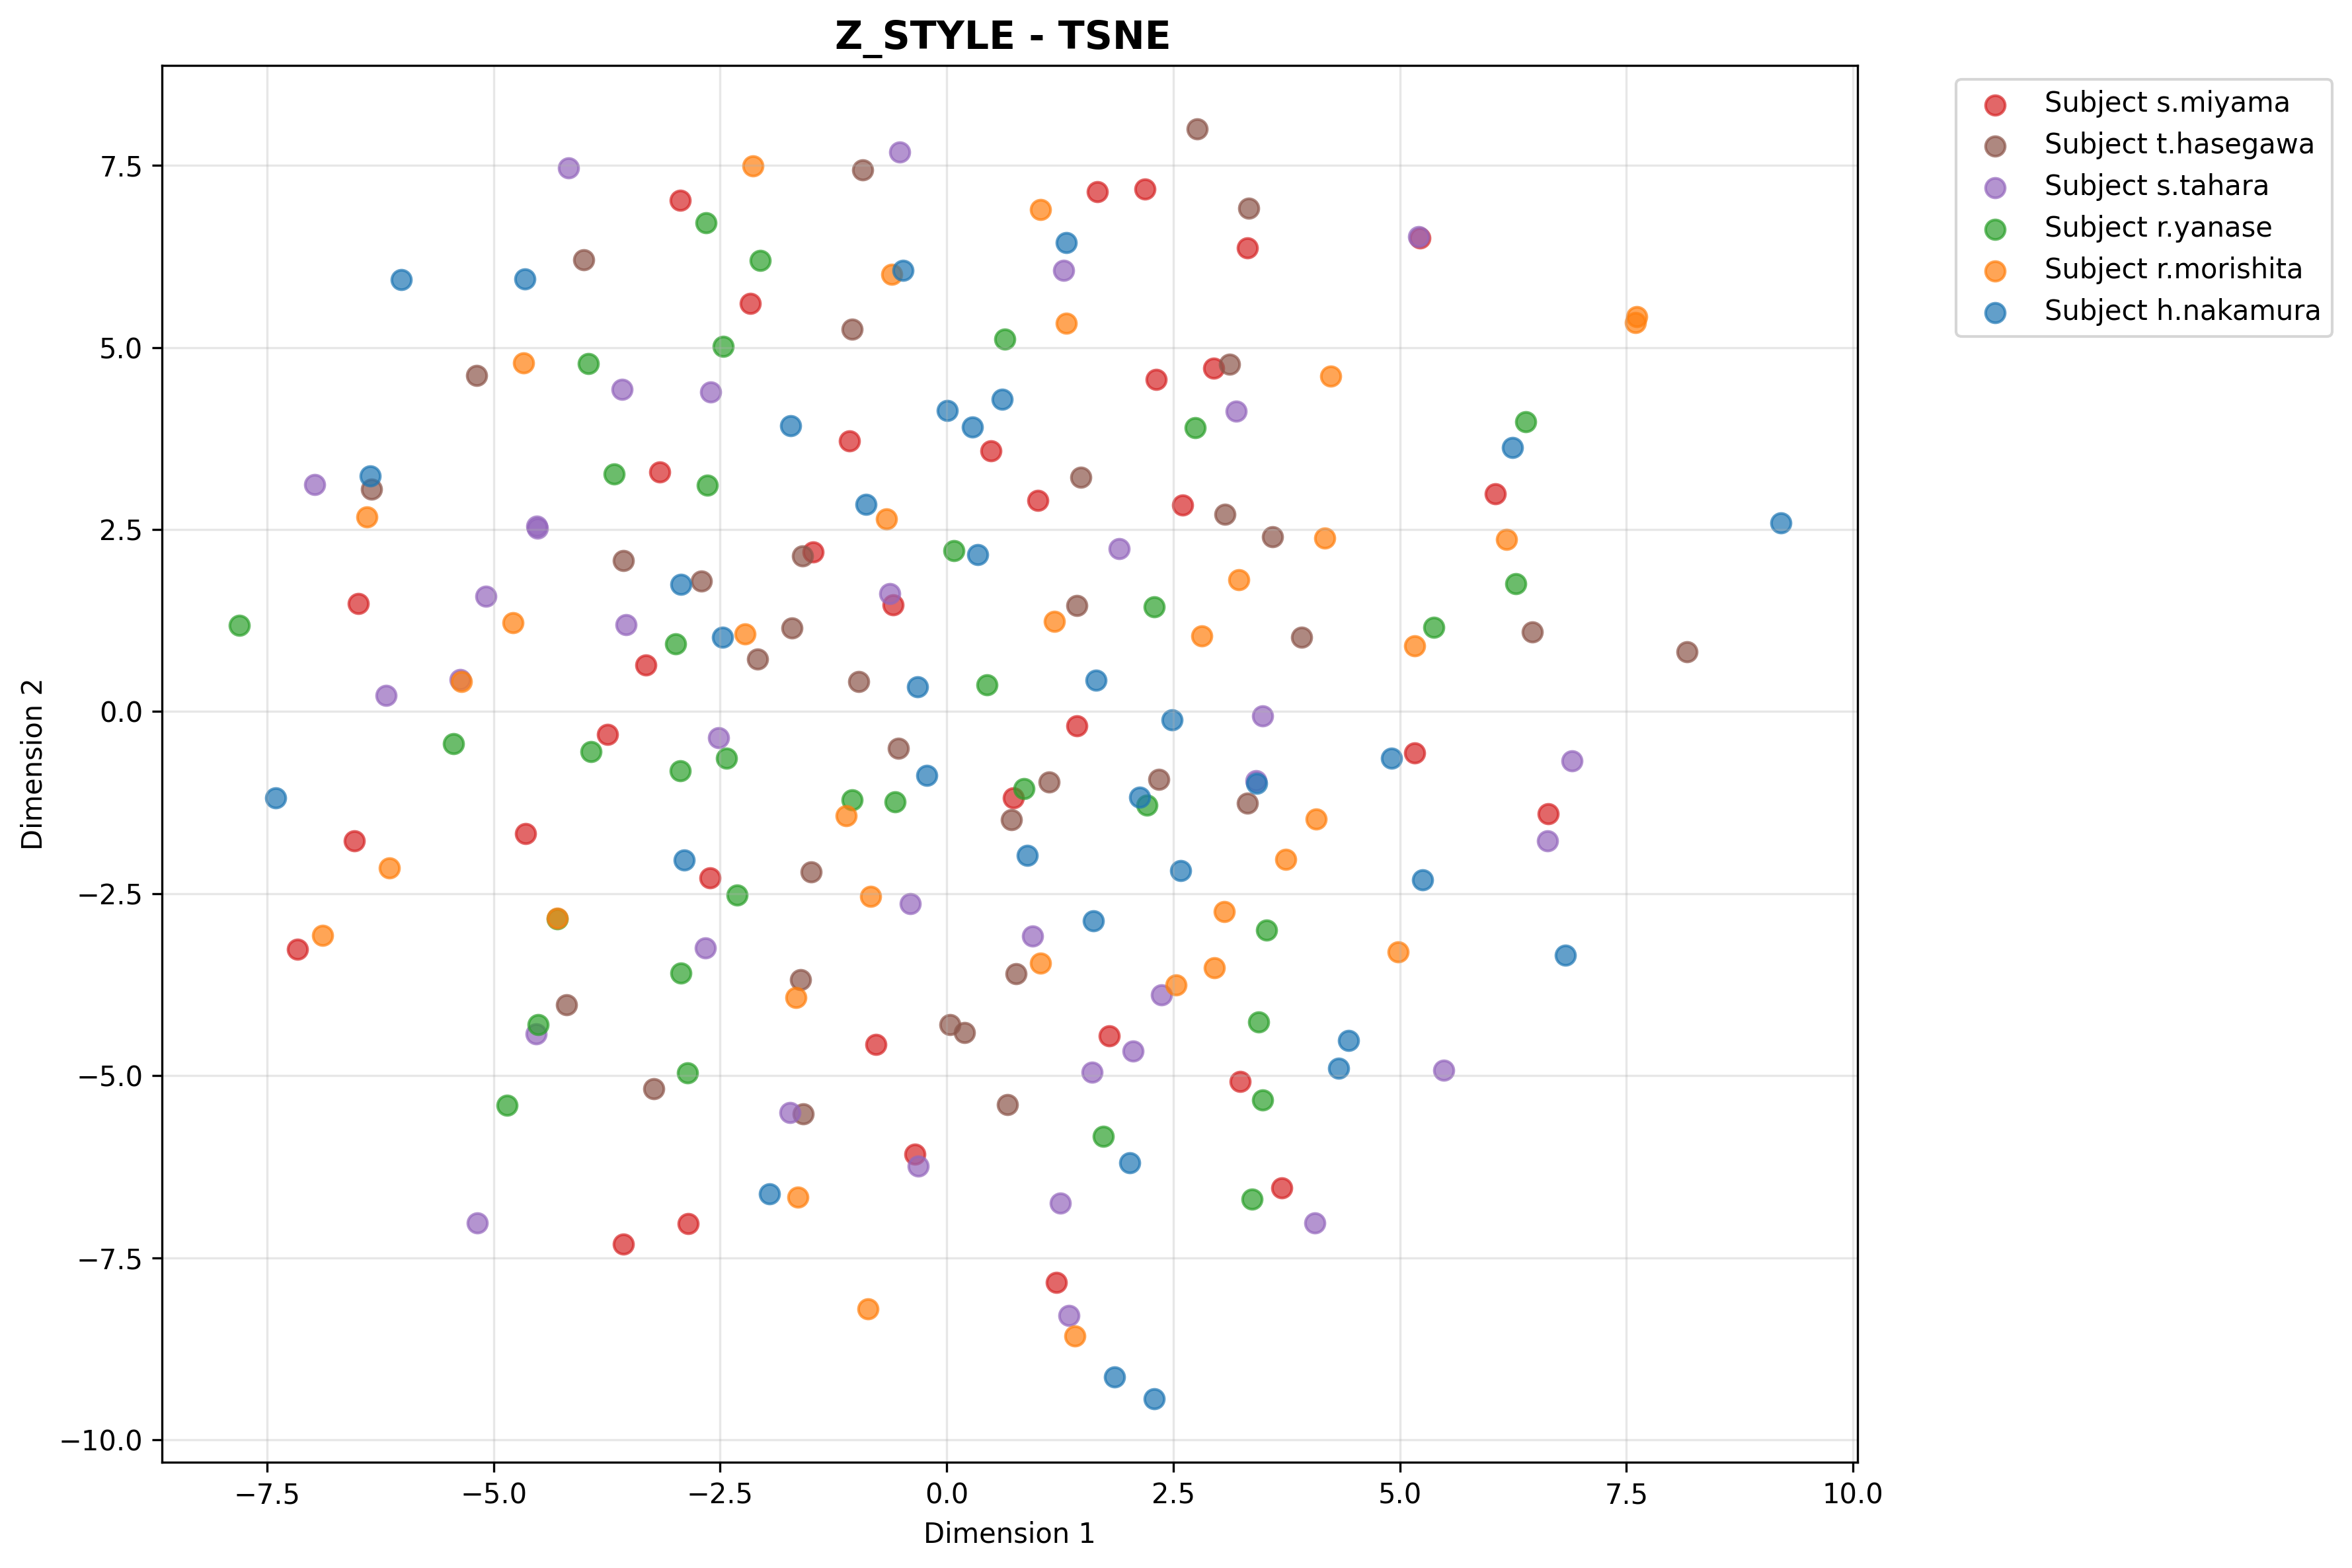 Z_STYLE - TSNE
Subject s.miyama
Subject t.hasegawa
Subject s.tahara
Subject r.yanase
Subject r.morishita
Subject h.nakamura
7.5
5.0
2.5
0.0
−2.5
−5.0
−7.5
−10.0
Dimension 2
−7.5 −5.0 −2.5 0.0 2.5 5.0 7.5 10.0
Dimension 1